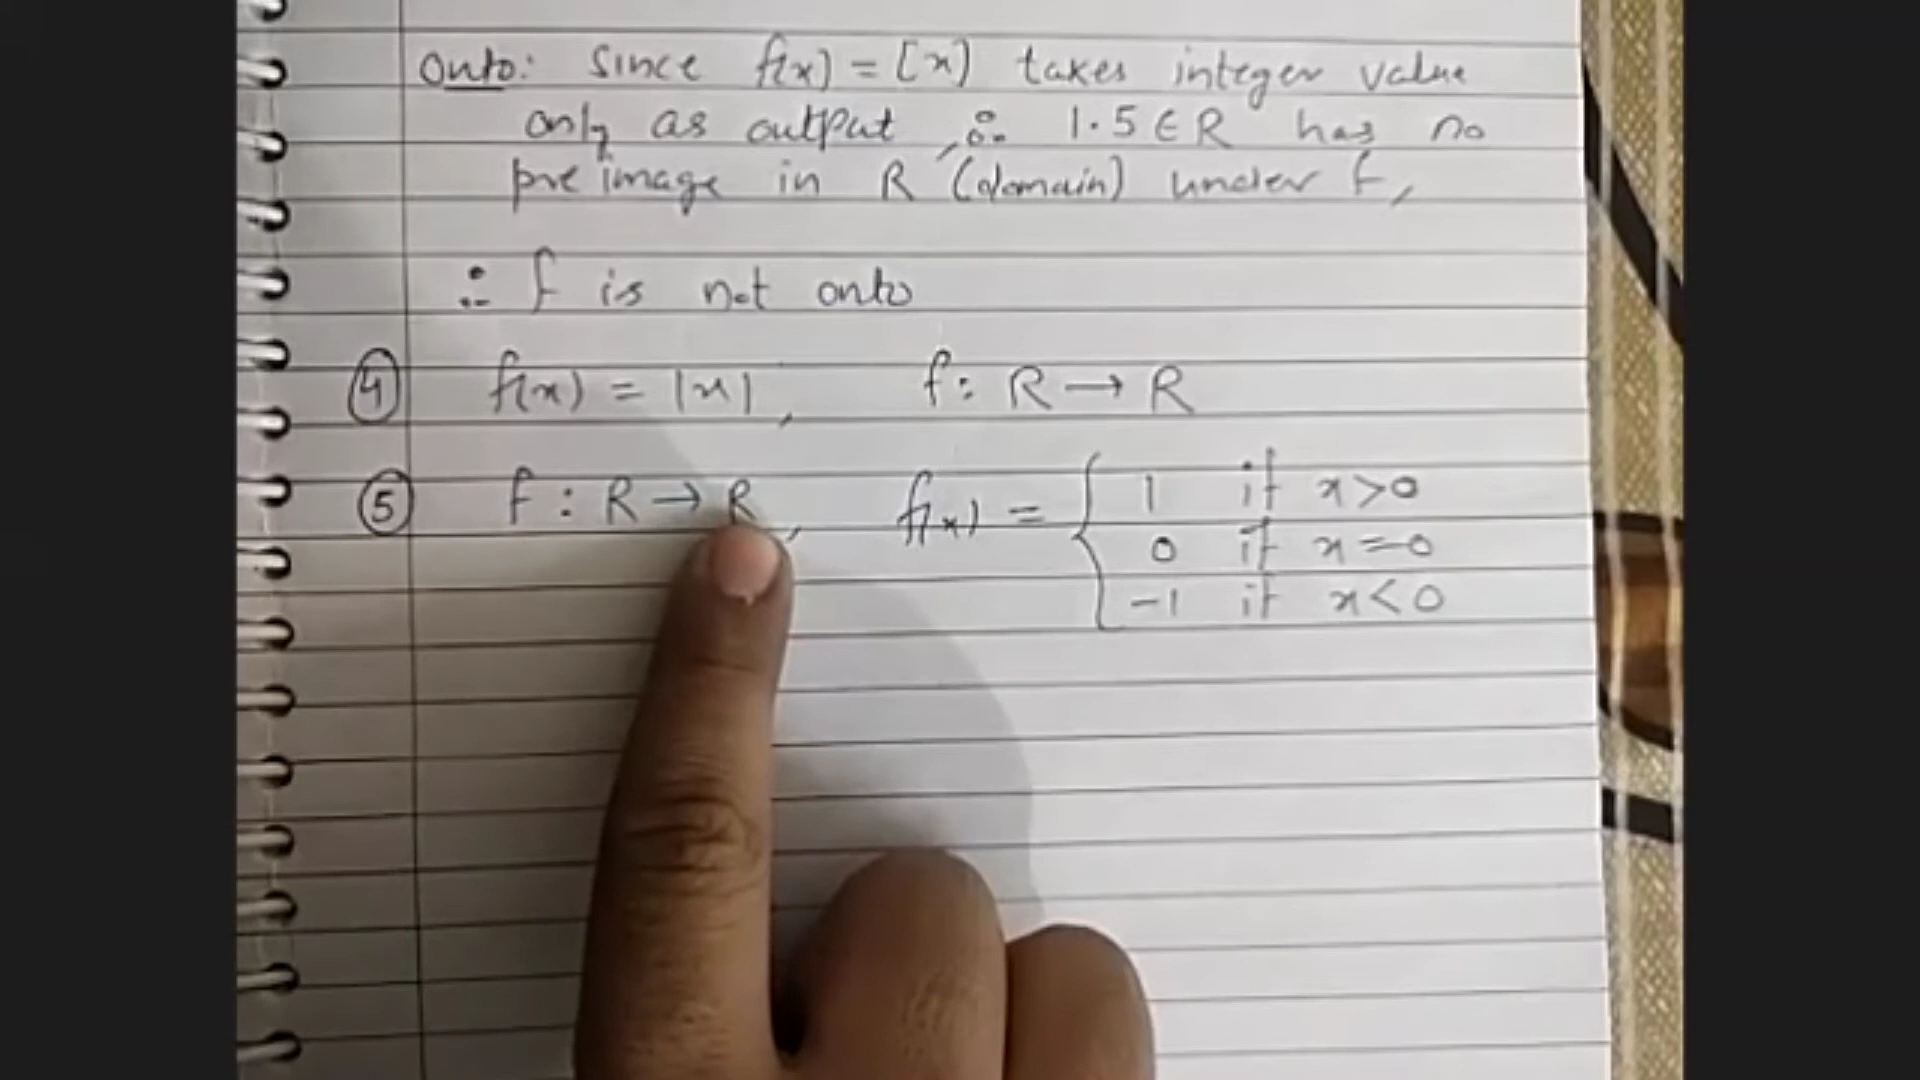 Onto: Since f(x) = [x] takes integer value
only as output, ∴ 1.5 ∈ R has no
pre image in R (domain) under f,
∴ f is not onto
④ f(x) = |x|, f: R → R
⑤ f : R → R, f(x) = { 1 if x>0
0 if x=0
-1 if x<0